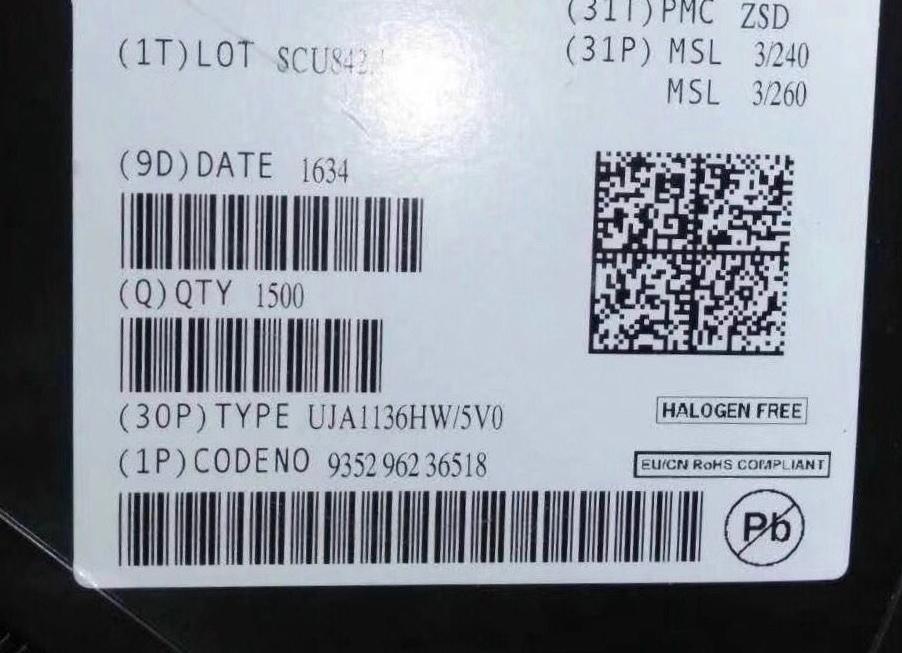 (31T) PMC ZSD
(1T) LOT
(31P) MSL 3/240
MSL 3/260
(9D) DATE 1634
(Q) QTY 1500
(30P) TYPE UJA1136HW/5V0
HALOGEN FREE
(1P) CODENO 9352 962 36518
EU/CN RoHS COMPLIANT
Pb